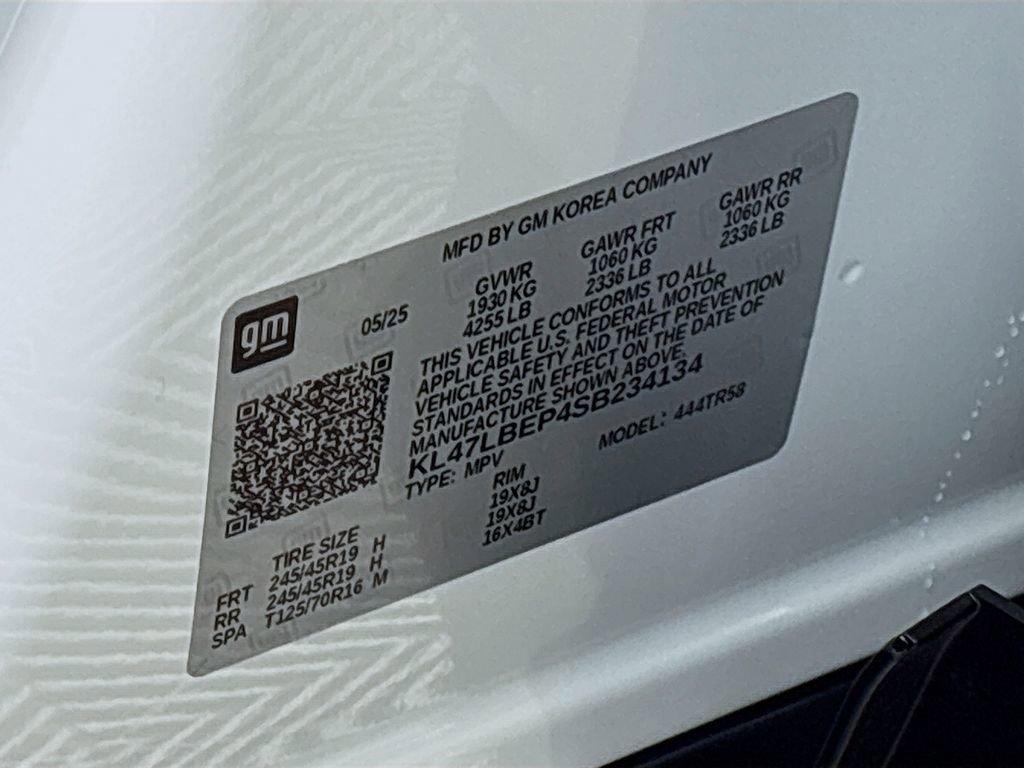 MFD BY GM KOREA COMPANY
gm
05/25
GVWR GAWR FRT GAWR RR
1930 KG 1060 KG 1060 KG
4255 LB 2336 LB 2336 LB
THIS VEHICLE CONFORMS TO ALL
APPLICABLE U.S. FEDERAL MOTOR
VEHICLE SAFETY AND THEFT PREVENTION
STANDARDS IN EFFECT ON THE DATE OF
MANUFACTURE SHOWN ABOVE.
KL47LBEP4SB234134
TYPE: MPV MODEL: 444TR58
TIRE SIZE RIM
FRT 245/45R19 H 19X8J
RR 245/45R19 H 19X8J
SPA T125/70R16 M 16X4BT